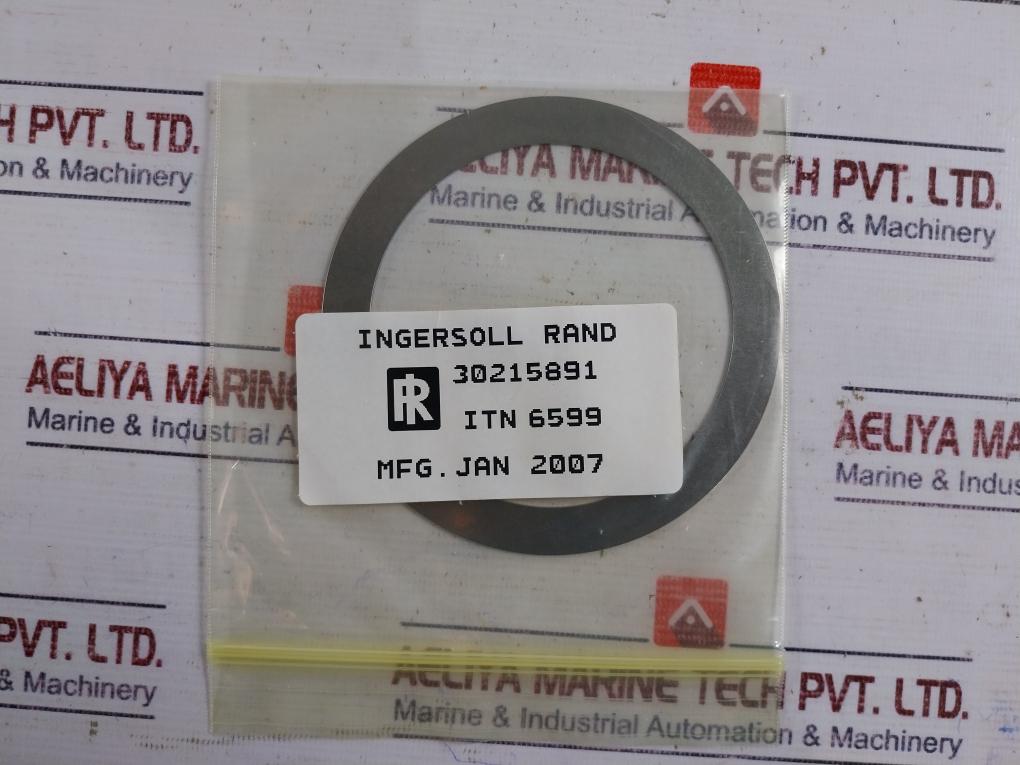 H PVT. LTD.
on & Machinery
AELIYA MARINE TECH PVT. LTD.
Marine & Industrial Automation & Machinery
INGERSOLL RAND
IR
30215891
ITN 6599
MFG. JAN 2007
AELIYA MARINE
Marine & Industrial A
AELIYA MA
Marine & Indus
PVT. LTD.
& Machinery
AELIYA MARINE TECH PVT. LTD.
Marine & Industrial Automation & Machinery